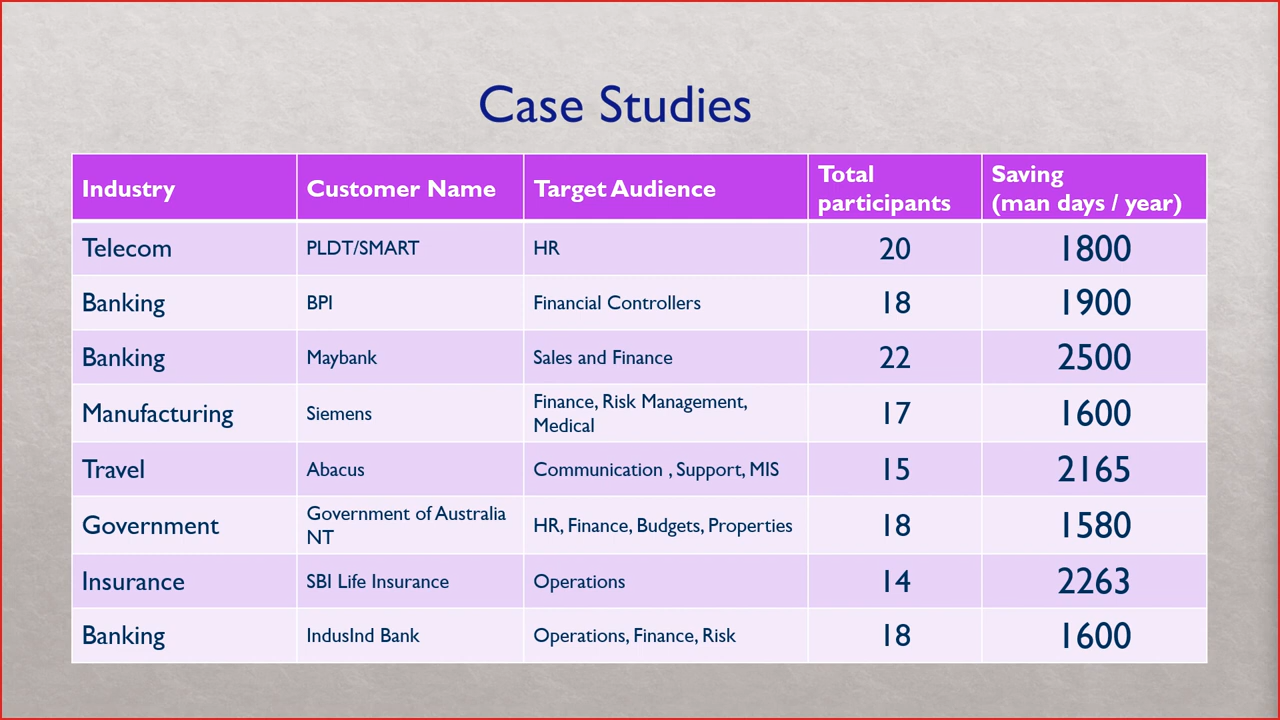 Case Studies
Industry
Customer Name
Target Audience
Total
participants
Saving
(man days / year)
Telecom
PLDT/SMART
HR
20
1800
Banking
BPI
Financial Controllers
18
1900
Banking
Maybank
Sales and Finance
22
2500
Manufacturing
Siemens
Finance, Risk Management,
Medical
17
1600
Travel
Abacus
Communication , Support, MIS
15
2165
Government
Government of Australia
NT
HR, Finance, Budgets, Properties
18
1580
Insurance
SBI Life Insurance
Operations
14
2263
Banking
IndusInd Bank
Operations, Finance, Risk
18
1600